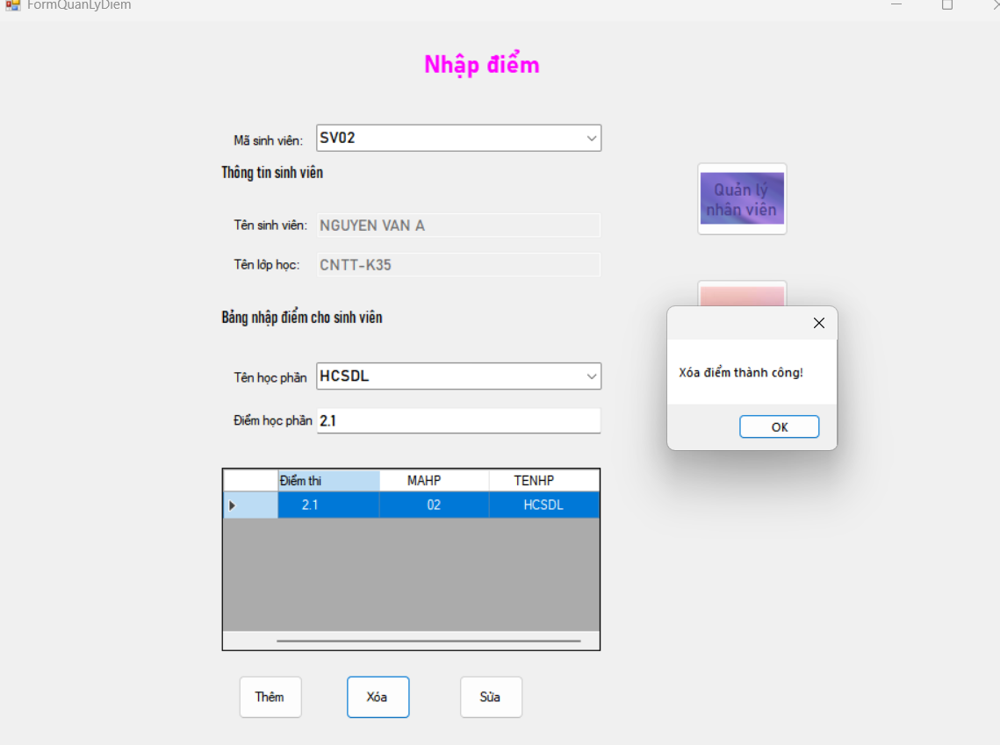 FormQuanLyDiem
Nhập điểm
Mã sinh viên: SV02
Thông tin sinh viên
Quản lý
nhân viên
Tên sinh viên: NGUYEN VAN A
Tên lớp học: CNTT-K35
Bảng nhập điểm cho sinh viên
Xóa điểm thành công!
OK
Tên học phần HCSDL
Điểm học phần 2.1
Điểm thi MAHP TENHP
2.1 02 HCSDL
Thêm Xóa Sửa